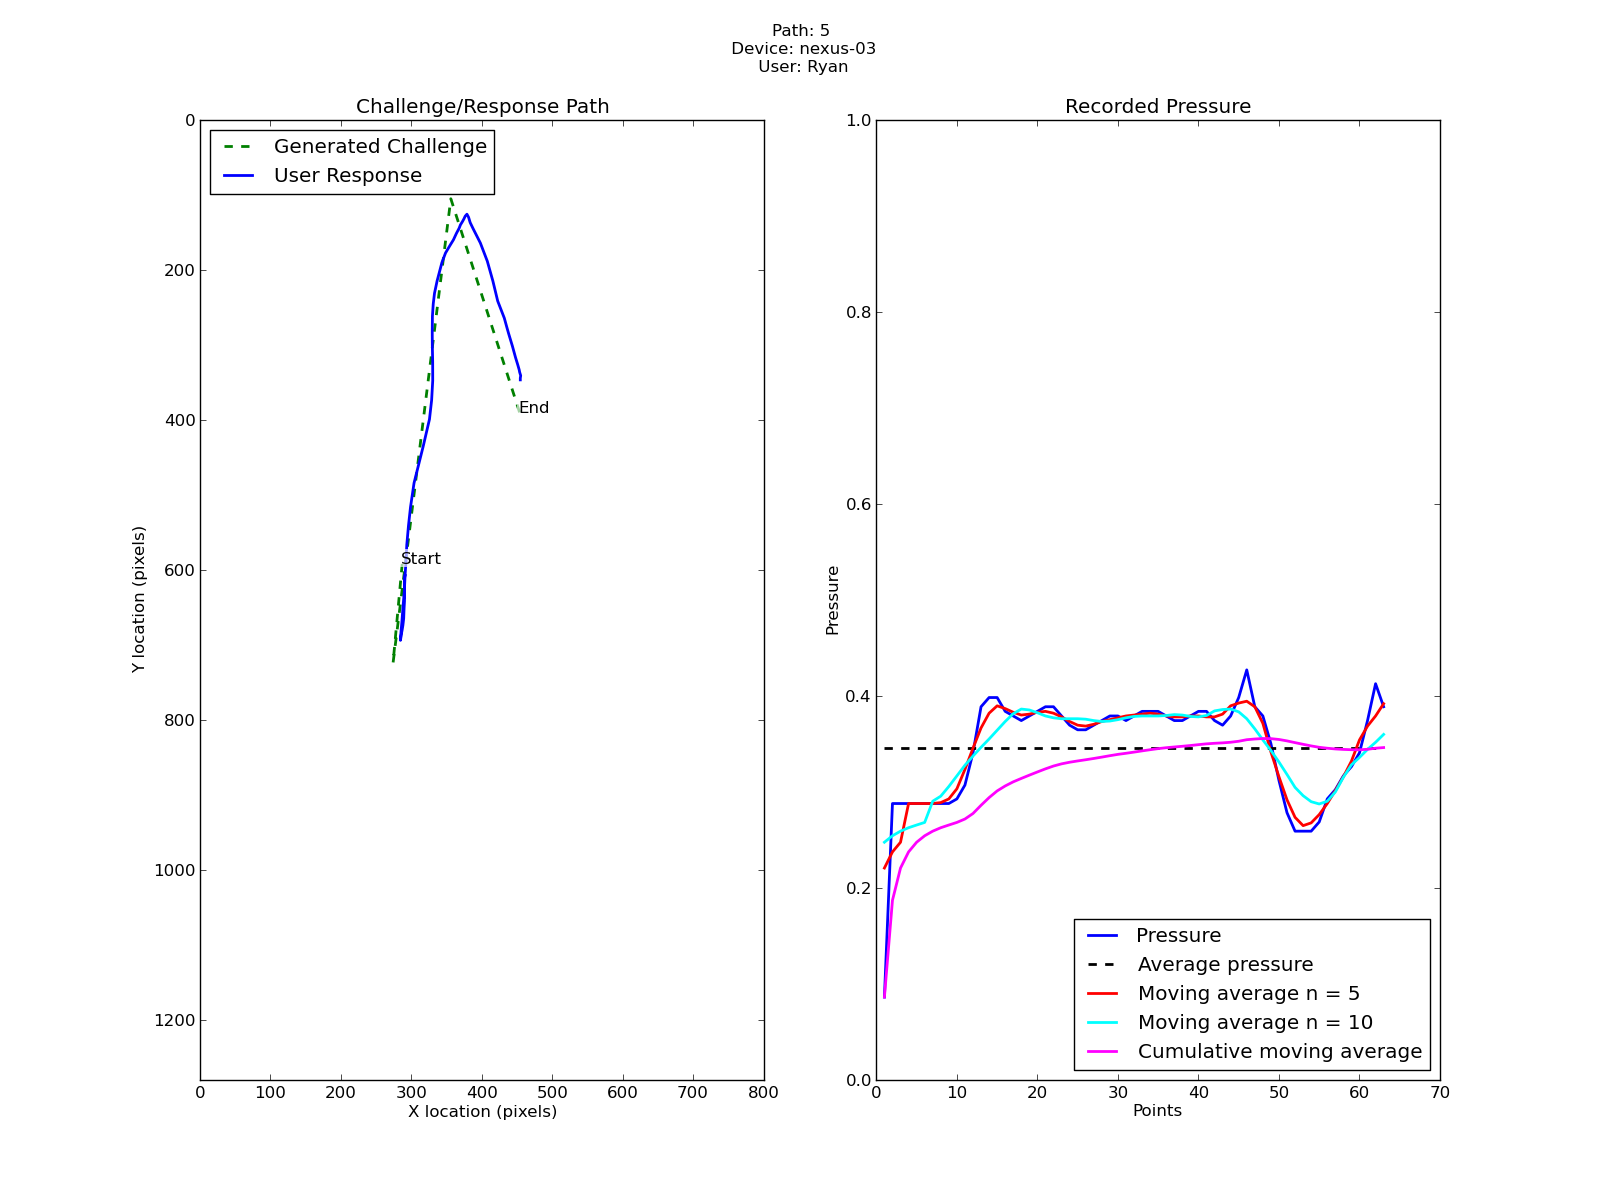 Path: 5
Device: nexus-03
User: Ryan
Challenge/Response Path
Generated Challenge
User Response
Start
End
0
200
400
600
800
1000
1200
Y location (pixels)
0 100 200 300 400 500 600 700 800
X location (pixels)
Recorded Pressure
1.0
0.8
0.6
0.4
0.2
0.0
Pressure
Pressure
Average pressure
Moving average n = 5
Moving average n = 10
Cumulative moving average
0 10 20 30 40 50 60 70
Points